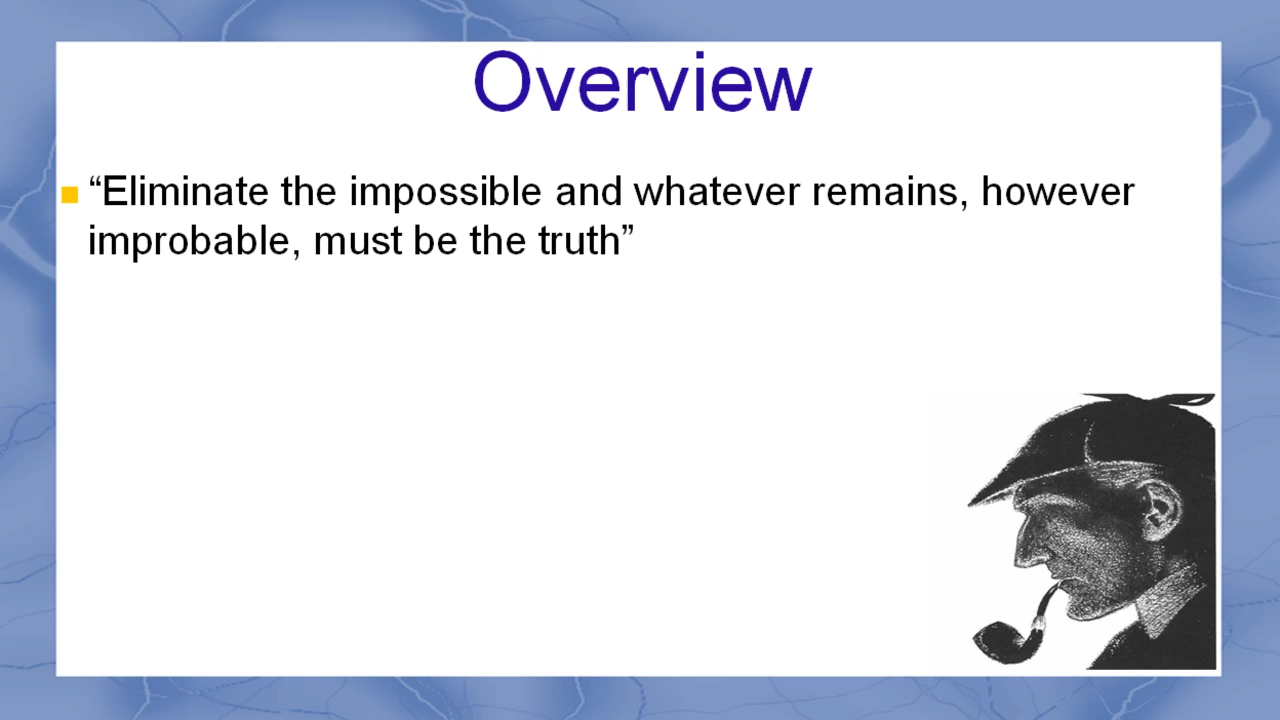 Overview
“Eliminate the impossible and whatever remains, however
improbable, must be the truth”